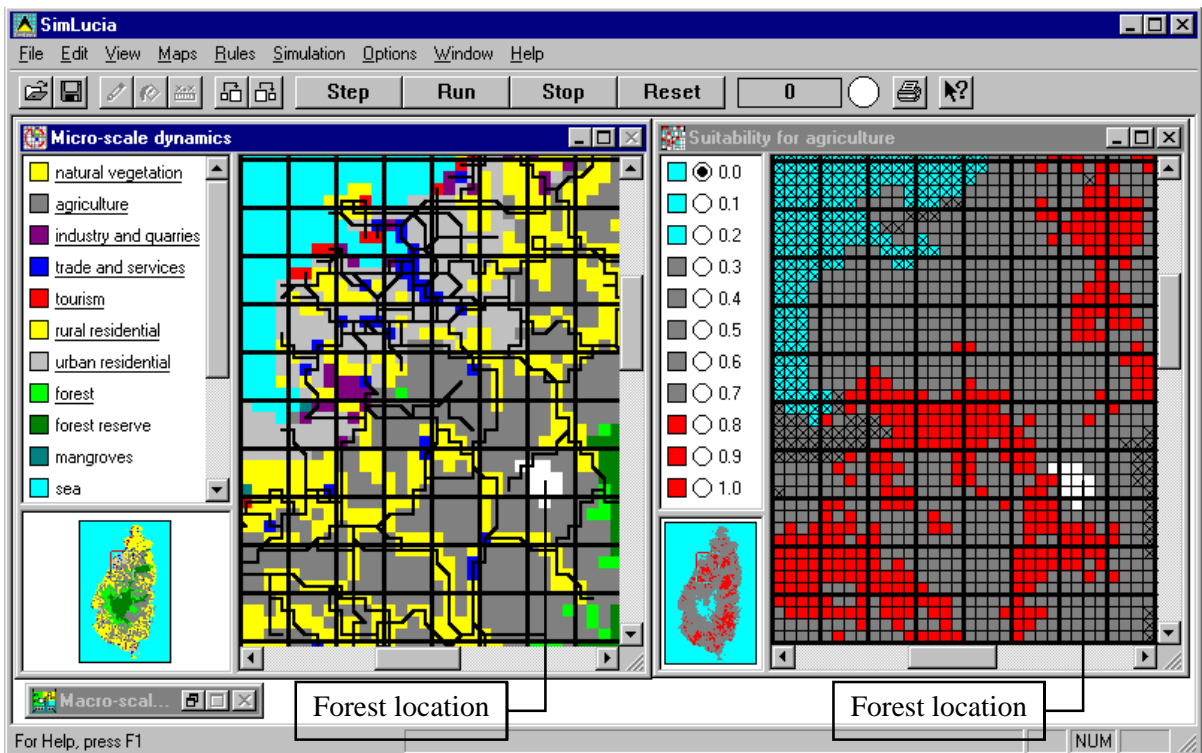 SimLucia
File Edit View Maps Rules Simulation Options Window Help
Step Run Stop Reset 0
Micro-scale dynamics
natural vegetation
agriculture
industry and quarries
trade and services
tourism
rural residential
urban residential
forest
forest reserve
mangroves
sea
Suitability for agriculture
0.0
0.1
0.2
0.3
0.4
0.5
0.6
0.7
0.8
0.9
1.0
Macro-scal...
Forest location
Forest location
For Help, press F1
NUM